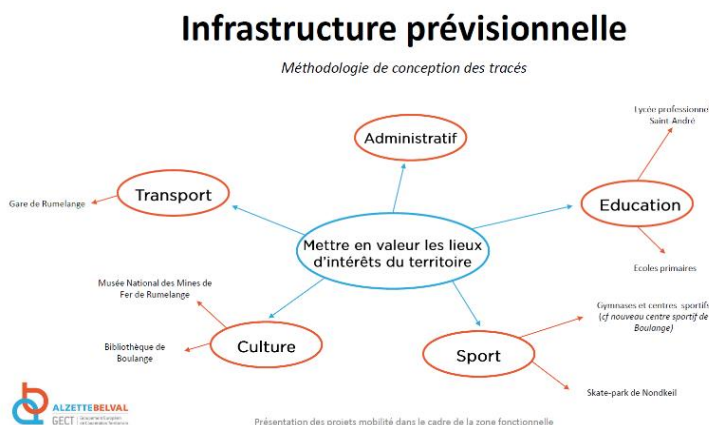 Infrastructure prévisionnelle
Méthodologie de conception des tracés
Lycée professionne
Saint-André
Administratif
Transport
Gare de Rumelange
Education
Mettre en valeur les lieux
d'intérêts du territoire
Ecoles primaires
Musée National des Mines de
Fer de Rumelange
Gymnases et centres sportifs
(cf nouveau centre sportif de
Boulange)
Bibliothèque de
Boulange
Culture
Sport
Skate-park de Nondkeil
ALZETTEBELVAL
GECT
Présentation des projets mobilité dans le cadre de la zone fonctionnelle